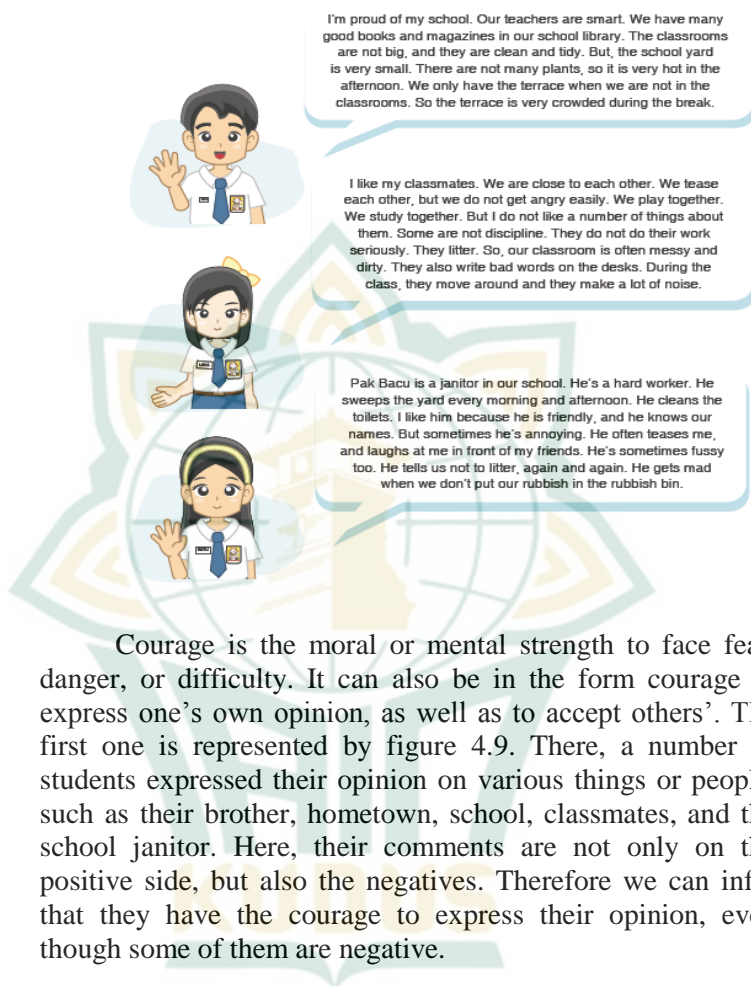 I'm proud of my school. Our teachers are smart. We have many
good books and magazines in our school library. The classrooms
are not big, and they are clean and tidy. But, the school yard
is very small. There are not many plants, so it is very hot in the
afternoon. We only have the terrace when we are not in the
classrooms. So the terrace is very crowded during the break.
I like my classmates. We are close to each other. We tease
each other, but we do not get angry easily. We play together.
We study together. But I do not like a number of things about
them. Some are not discipline. They do not do their work
seriously. They litter. So, our classroom is often messy and
dirty. They also write bad words on the desks. During the
class, they move around and they make a lot of noise.
Pak Bacu is a janitor in our school. He's a hard worker. He
sweeps the yard every morning and afternoon. He cleans the
toilets. I like him because he is friendly, and he knows our
names. But sometimes he's annoying. He often teases me,
and laughs at me in front of my friends. He's sometimes fussy
too. He tells us not to litter, again and again. He gets mad
when we don't put our rubbish in the rubbish bin.
Courage is the moral or mental strength to face
danger, or difficulty. It can also be in the form courage
express one's own opinion, as well as to accept others'.
first one is represented by figure 4.9. There, a number
students expressed their opinion on various things or
such as their brother, hometown, school, classmates, and
school janitor. Here, their comments are not only on
positive side, but also the negatives. Therefore we can
that they have the courage to express their opinion,
though some of them are negative.
KUDUS